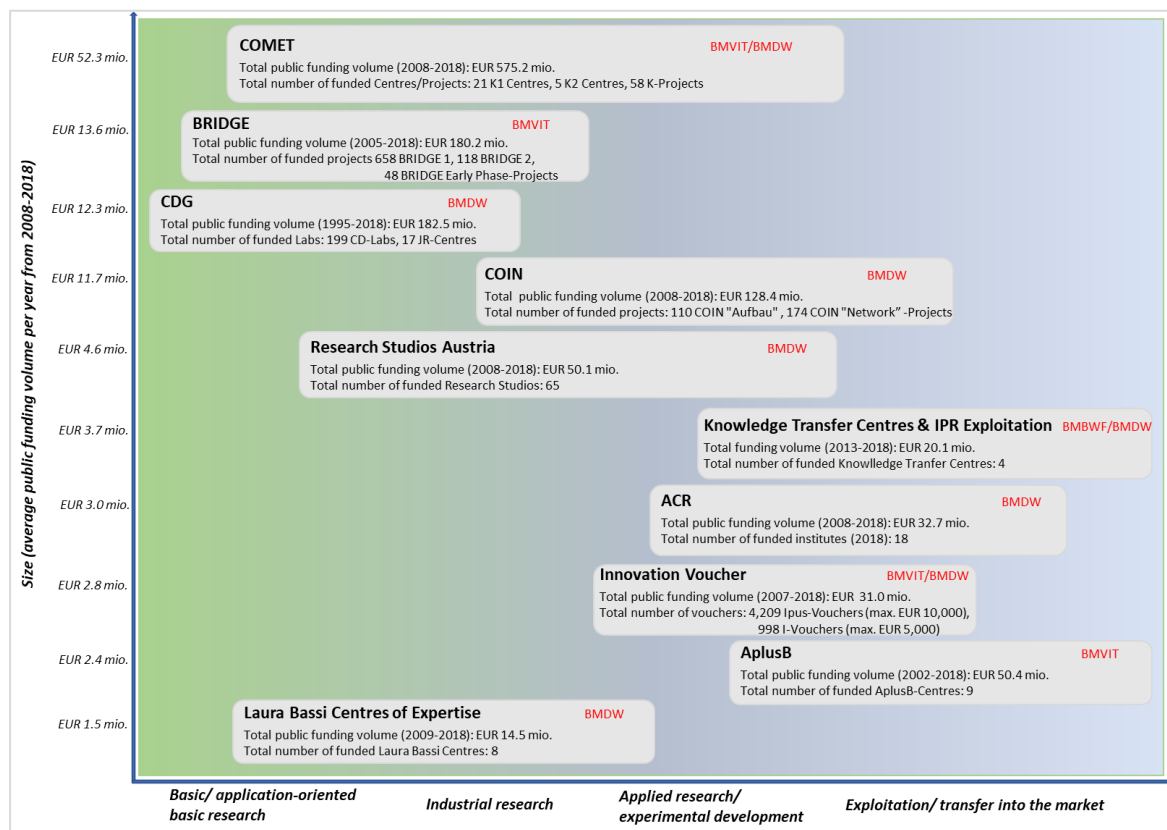 Size (average public funding volume per year from 2008-2018)
EUR 52.3 mio.
COMET
BMVIT/BMDW
Total public funding volume (2008-2018): EUR 575.2 mio.
Total number of funded Centres/Projects: 21 K1 Centres, 5 K2 Centres, 58 K-Projects
EUR 13.6 mio.
BRIDGE
BMVIT
Total public funding volume (2005-2018): EUR 180.2 mio.
Total number of funded projects 658 BRIDGE 1, 118 BRIDGE 2,
48 BRIDGE Early Phase-Projects
EUR 12.3 mio.
CDG
BMDW
Total public funding volume (1995-2018): EUR 182.5 mio.
Total number of funded Labs: 199 CD-Labs, 17 JR-Centres
EUR 11.7 mio.
COIN
BMDW
Total public funding volume (2008-2018): EUR 128.4 mio.
Total number of funded projects: 110 COIN "Aufbau" , 174 COIN "Network” -Projects
EUR 4.6 mio.
Research Studios Austria
BMDW
Total public funding volume (2008-2018): EUR 50.1 mio.
Total number of funded Research Studios: 65
EUR 3.7 mio.
Knowledge Transfer Centres & IPR Exploitation
BMBWF/BMDW
Total funding volume (2013-2018): EUR 20.1 mio.
Total number of funded Knowlledge Tranfer Centres: 4
EUR 3.0 mio.
ACR
BMDW
Total public funding volume (2008-2018): EUR 32.7 mio.
Total number of funded institutes (2018): 18
EUR 2.8 mio.
Innovation Voucher
BMVIT/BMDW
Total public funding volume (2007-2018): EUR 31.0 mio.
Total number of vouchers: 4,209 Ipus-Vouchers (max. EUR 10,000),
998 I-Vouchers (max. EUR 5,000)
EUR 2.4 mio.
AplusB
BMVIT
Total public funding volume (2002-2018): EUR 50.4 mio.
Total number of funded AplusB-Centres: 9
EUR 1.5 mio.
Laura Bassi Centres of Expertise
BMDW
Total public funding volume (2009-2018): EUR 14.5 mio.
Total number of funded Laura Bassi Centres: 8
Basic/ application-oriented
basic research
Industrial research
Applied research/
experimental development
Exploitation/ transfer into the market